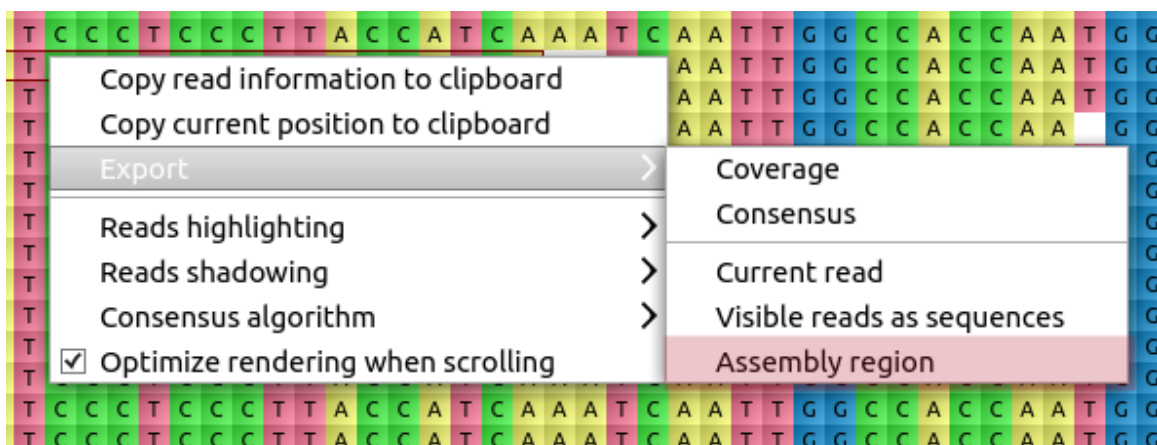 T C C C T C C C T T A C C A T C A A A T C A A T T G G C C A C C A A T G G
T A A T T G G C C A C C A A T G G
Copy read information to clipboard
T A A T T G G C C A C C A A T G G
Copy current position to clipboard
T A A T T G G C C A C C A A G G
T G
Export
Coverage
T G
Consensus
T G
Reads highlighting
T G
Reads shadowing
Current read
T G
T G
Consensus algorithm
Visible reads as sequences
T G
Optimize rendering when scrolling
Assembly region
T G
T C C C T C C C T T A C C A T C A A A T C A A T T G G C C A C C A A T G G
T C C C T C C C T T A C C A T C A A A T C A A T T G G C C A C C A A T G G